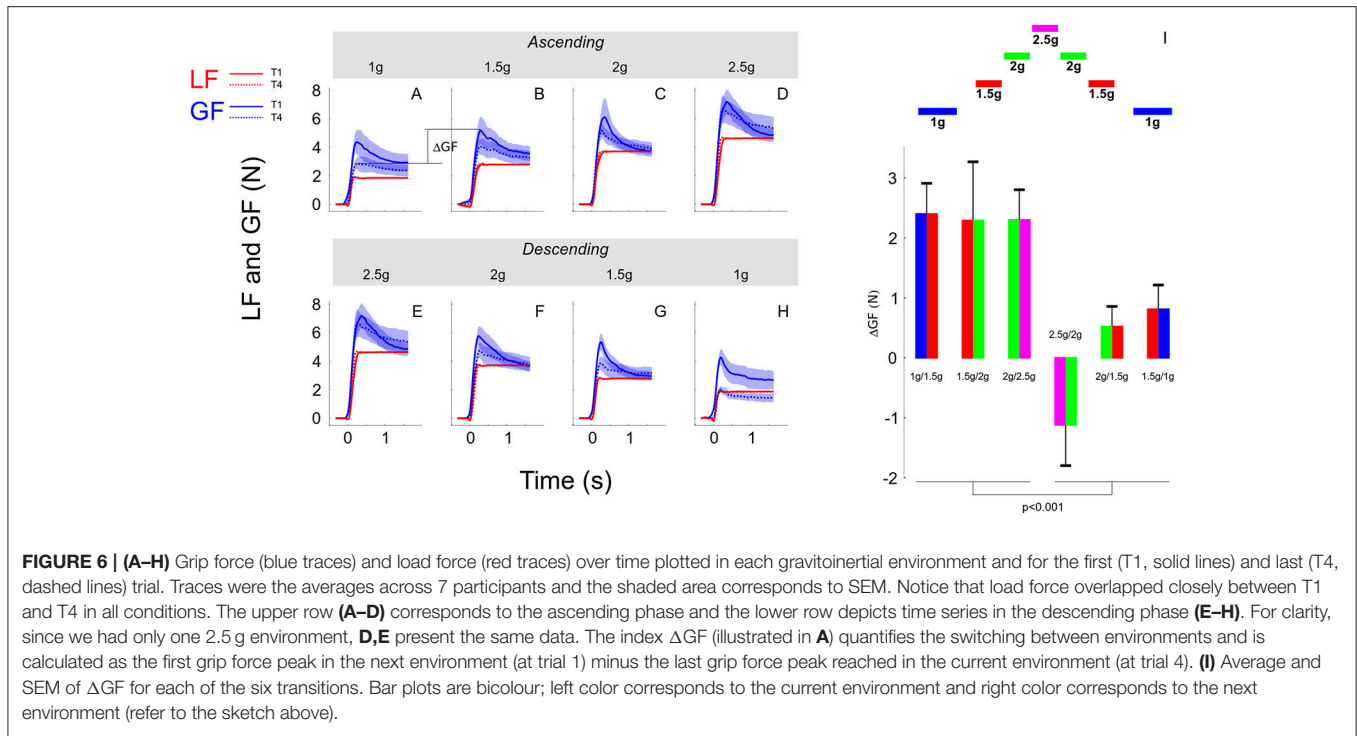 Ascending
1g 1.5g 2g 2.5g
LF T1
T4
GF T1
T4
A B C D
8
6
4
2
0
ΔGF
LF and GF (N)
Descending
2.5g 2g 1.5g 1g
E F G H
8
6
4
2
0
0 1 0 1 0 1 0 1
Time (s)
I
2.5g
2g 2g
1.5g 1.5g
1g 1g
3
2
1
0
-1
-2
ΔGF (N)
2.5g/2g
1g/1.5g 1.5g/2g 2g/2.5g 2g/1.5g 1.5g/1g
p<0.001
FIGURE 6 | (A–H) Grip force (blue traces) and load force (red traces) over time plotted in each gravitoinertial environment and for the first (T1, solid lines) and last (T4,
dashed lines) trial. Traces were the averages across 7 participants and the shaded area corresponds to SEM. Notice that load force overlapped closely between T1
and T4 in all conditions. The upper row (A–D) corresponds to the ascending phase and the lower row depicts time series in the descending phase (E–H). For clarity,
since we had only one 2.5 g environment, D,E present the same data. The index ΔGF (illustrated in A) quantifies the switching between environments and is
calculated as the first grip force peak in the next environment (at trial 1) minus the last grip force peak reached in the current environment (at trial 4). (I) Average and
SEM of ΔGF for each of the six transitions. Bar plots are bicolour; left color corresponds to the current environment and right color corresponds to the next
environment (refer to the sketch above).